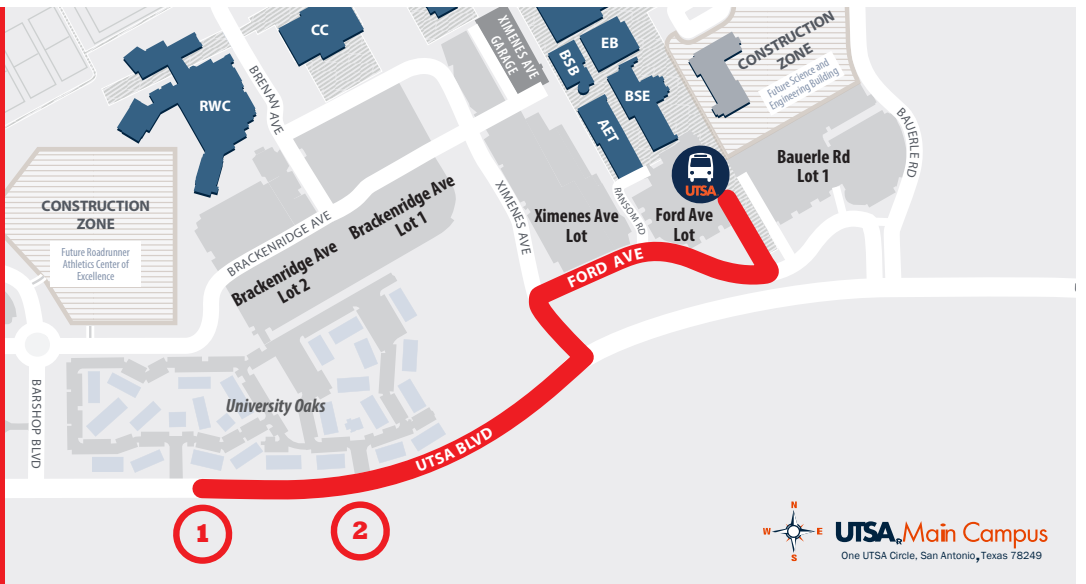 CC
XIMENES AVE
GARAGE
BSB
EB
BSE
AET
CONSTRUCTION
ZONE
Future Science and
Engineering Building
BRENAN AVE
RWC
BAUERLE RD
Bauerle Rd
Lot 1
UTSA
CONSTRUCTION
ZONE
Future Roadrunner
Athletics Center of
Excellence
BRACKENRIDGE AVE
Brackenridge Ave
Lot 1
Brackenridge Ave
Lot 2
XIMENES AVE
Ximenes Ave
Lot
RANSOM RD
Ford Ave
Lot
FORD AVE
BARSHOP BLVD
University Oaks
UTSA BLVD
1
2
N
W
E
S
UTSA® Main Campus
One UTSA Circle, San Antonio, Texas 78249